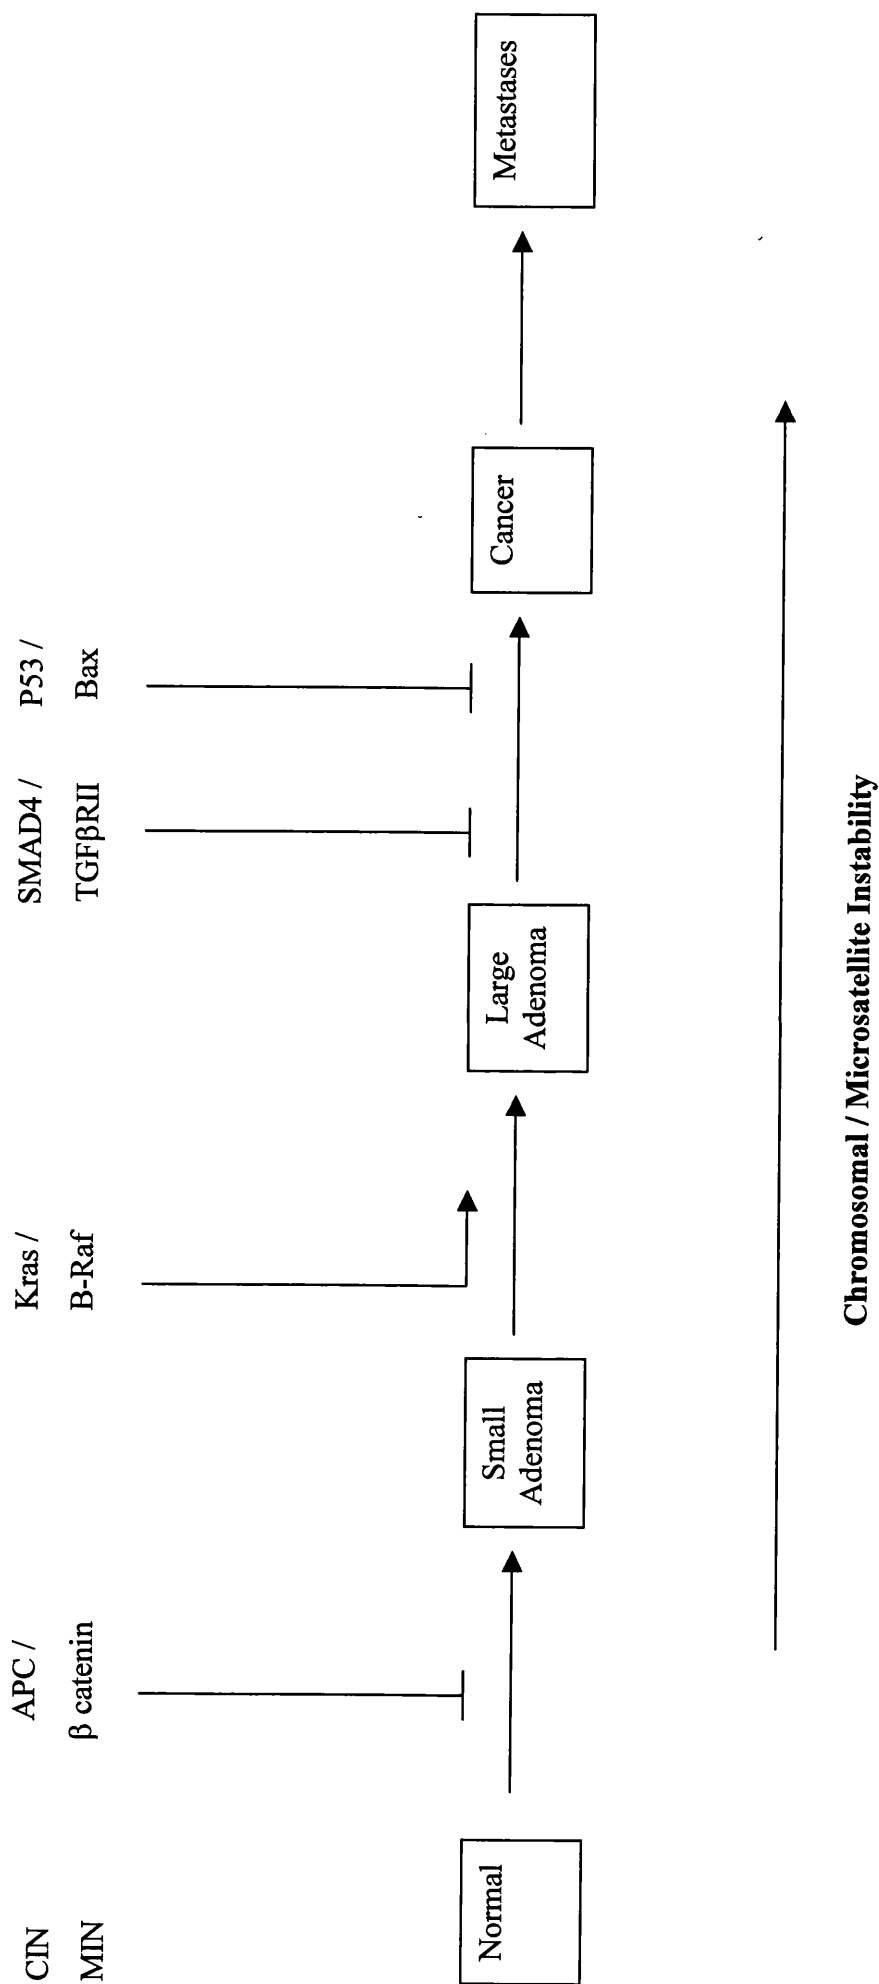 CIN
APC /
Kras /
SMAD4 /
P53 /
MIN
β catenin
B-Raf
TGFβRII
Bax
Normal
Small
Adenoma
Large
Adenoma
Cancer
Metastases
Chromosomal / Microsatellite Instability